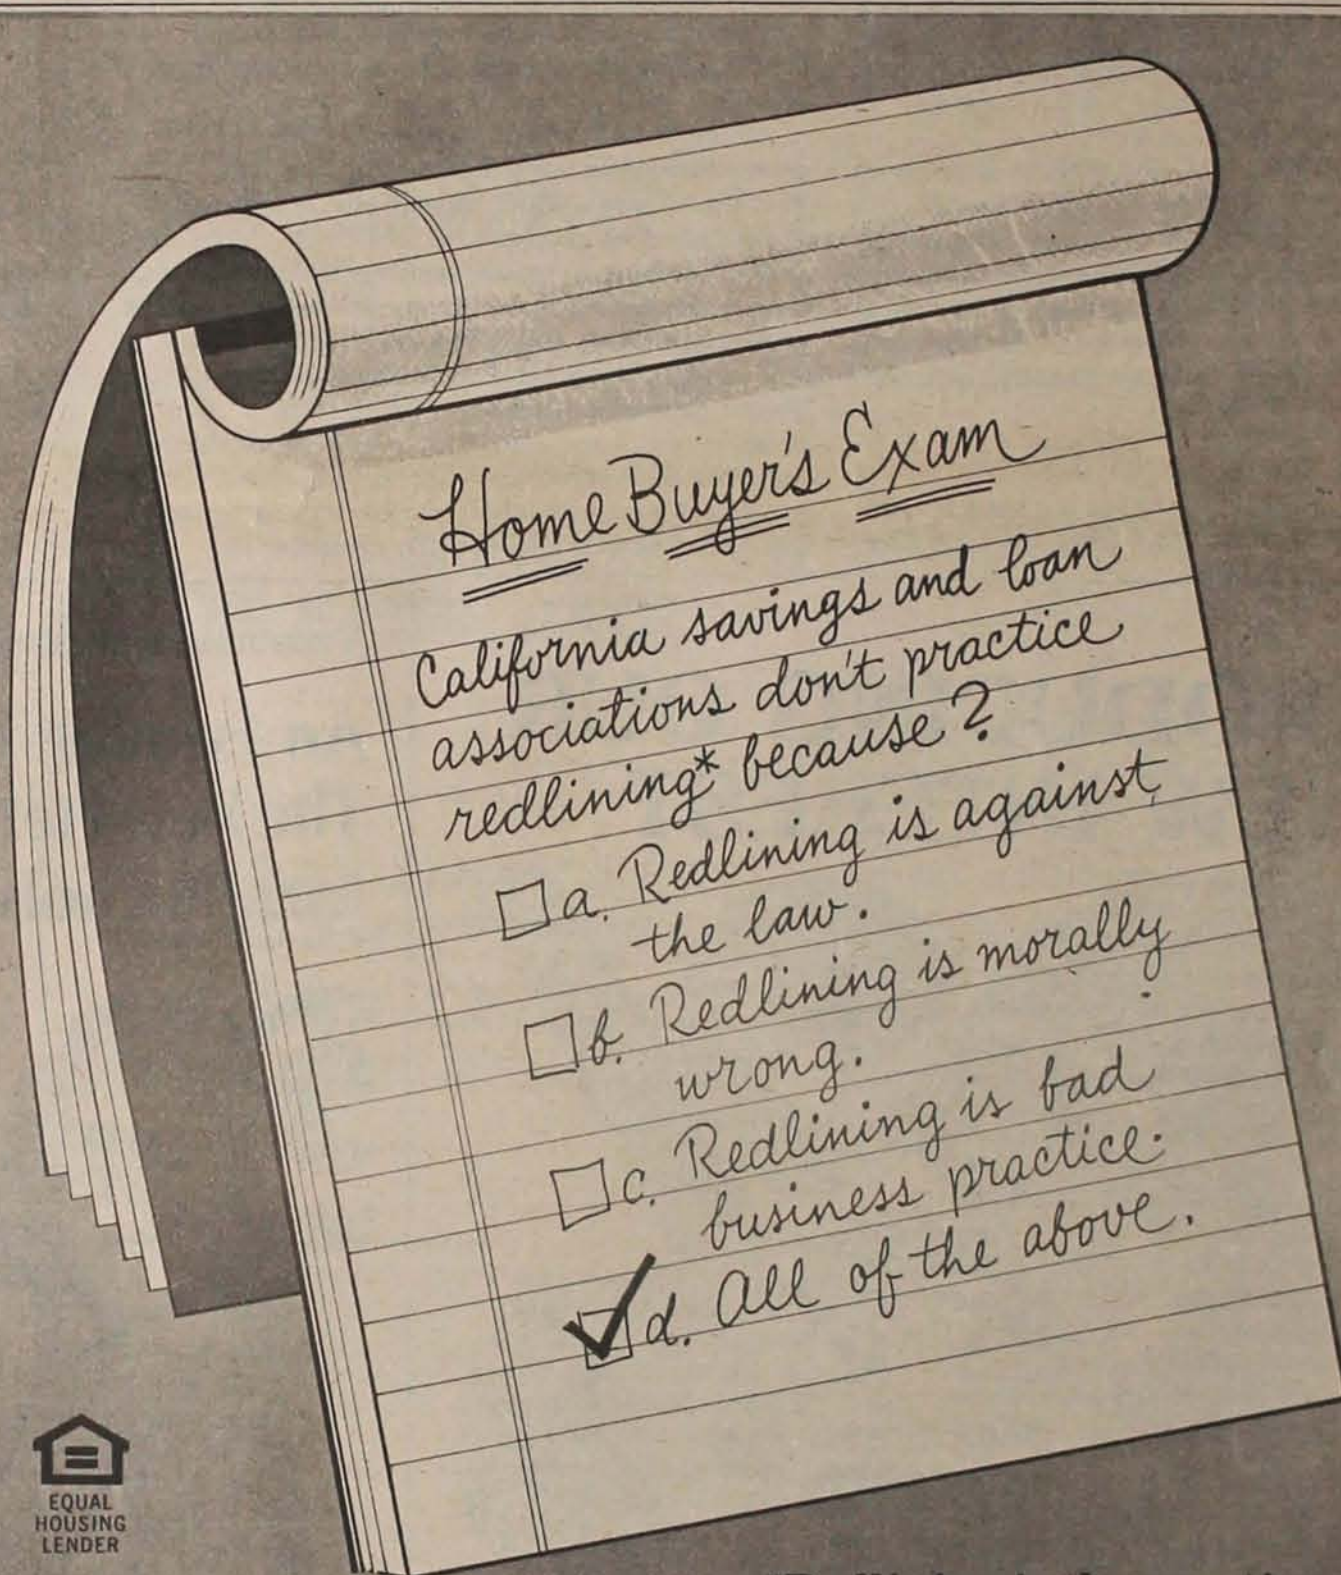 Home Buyer's Exam
California savings and loan
associations don't practice
redlining* because?
a. Redlining is against
the law.
b. Redlining is morally
wrong.
c. Redlining is bad
business practice.
d. All of the above.
EQUAL
HOUSING
LENDER